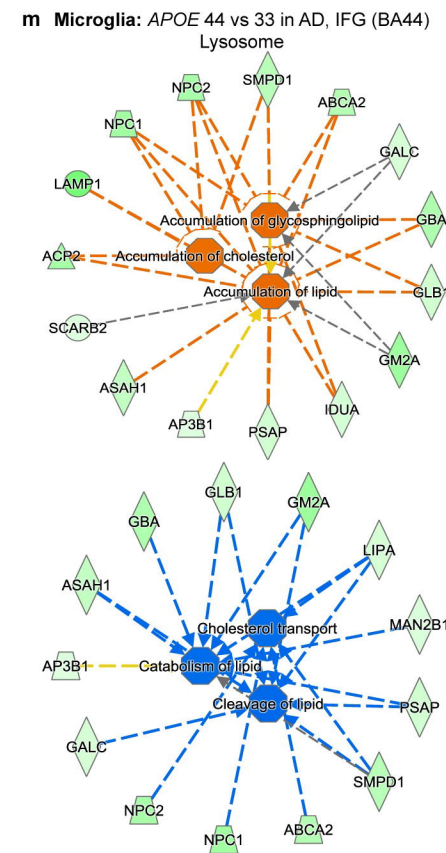 m Microglia: APOE 44 vs 33 in AD, IFG (BA44)
Lysosome
SMPD1
NPC2
ABCA2
NPC1
GALC
LAMP1
Accumulation of glycosphingolipid
GBA
ACP2
Accumulation of cholesterol
Accumulation of lipid
GLB1
SCARB2
GM2A
ASAH1
IDUA
AP3B1
PSAP
GLB1
GM2A
GBA
LIPA
ASAH1
Cholesterol transport
MAN2B1
AP3B1
Catabolism of lipid
Cleavage of lipid
PSAP
GALC
SMPD1
NPC2
ABCA2
NPC1